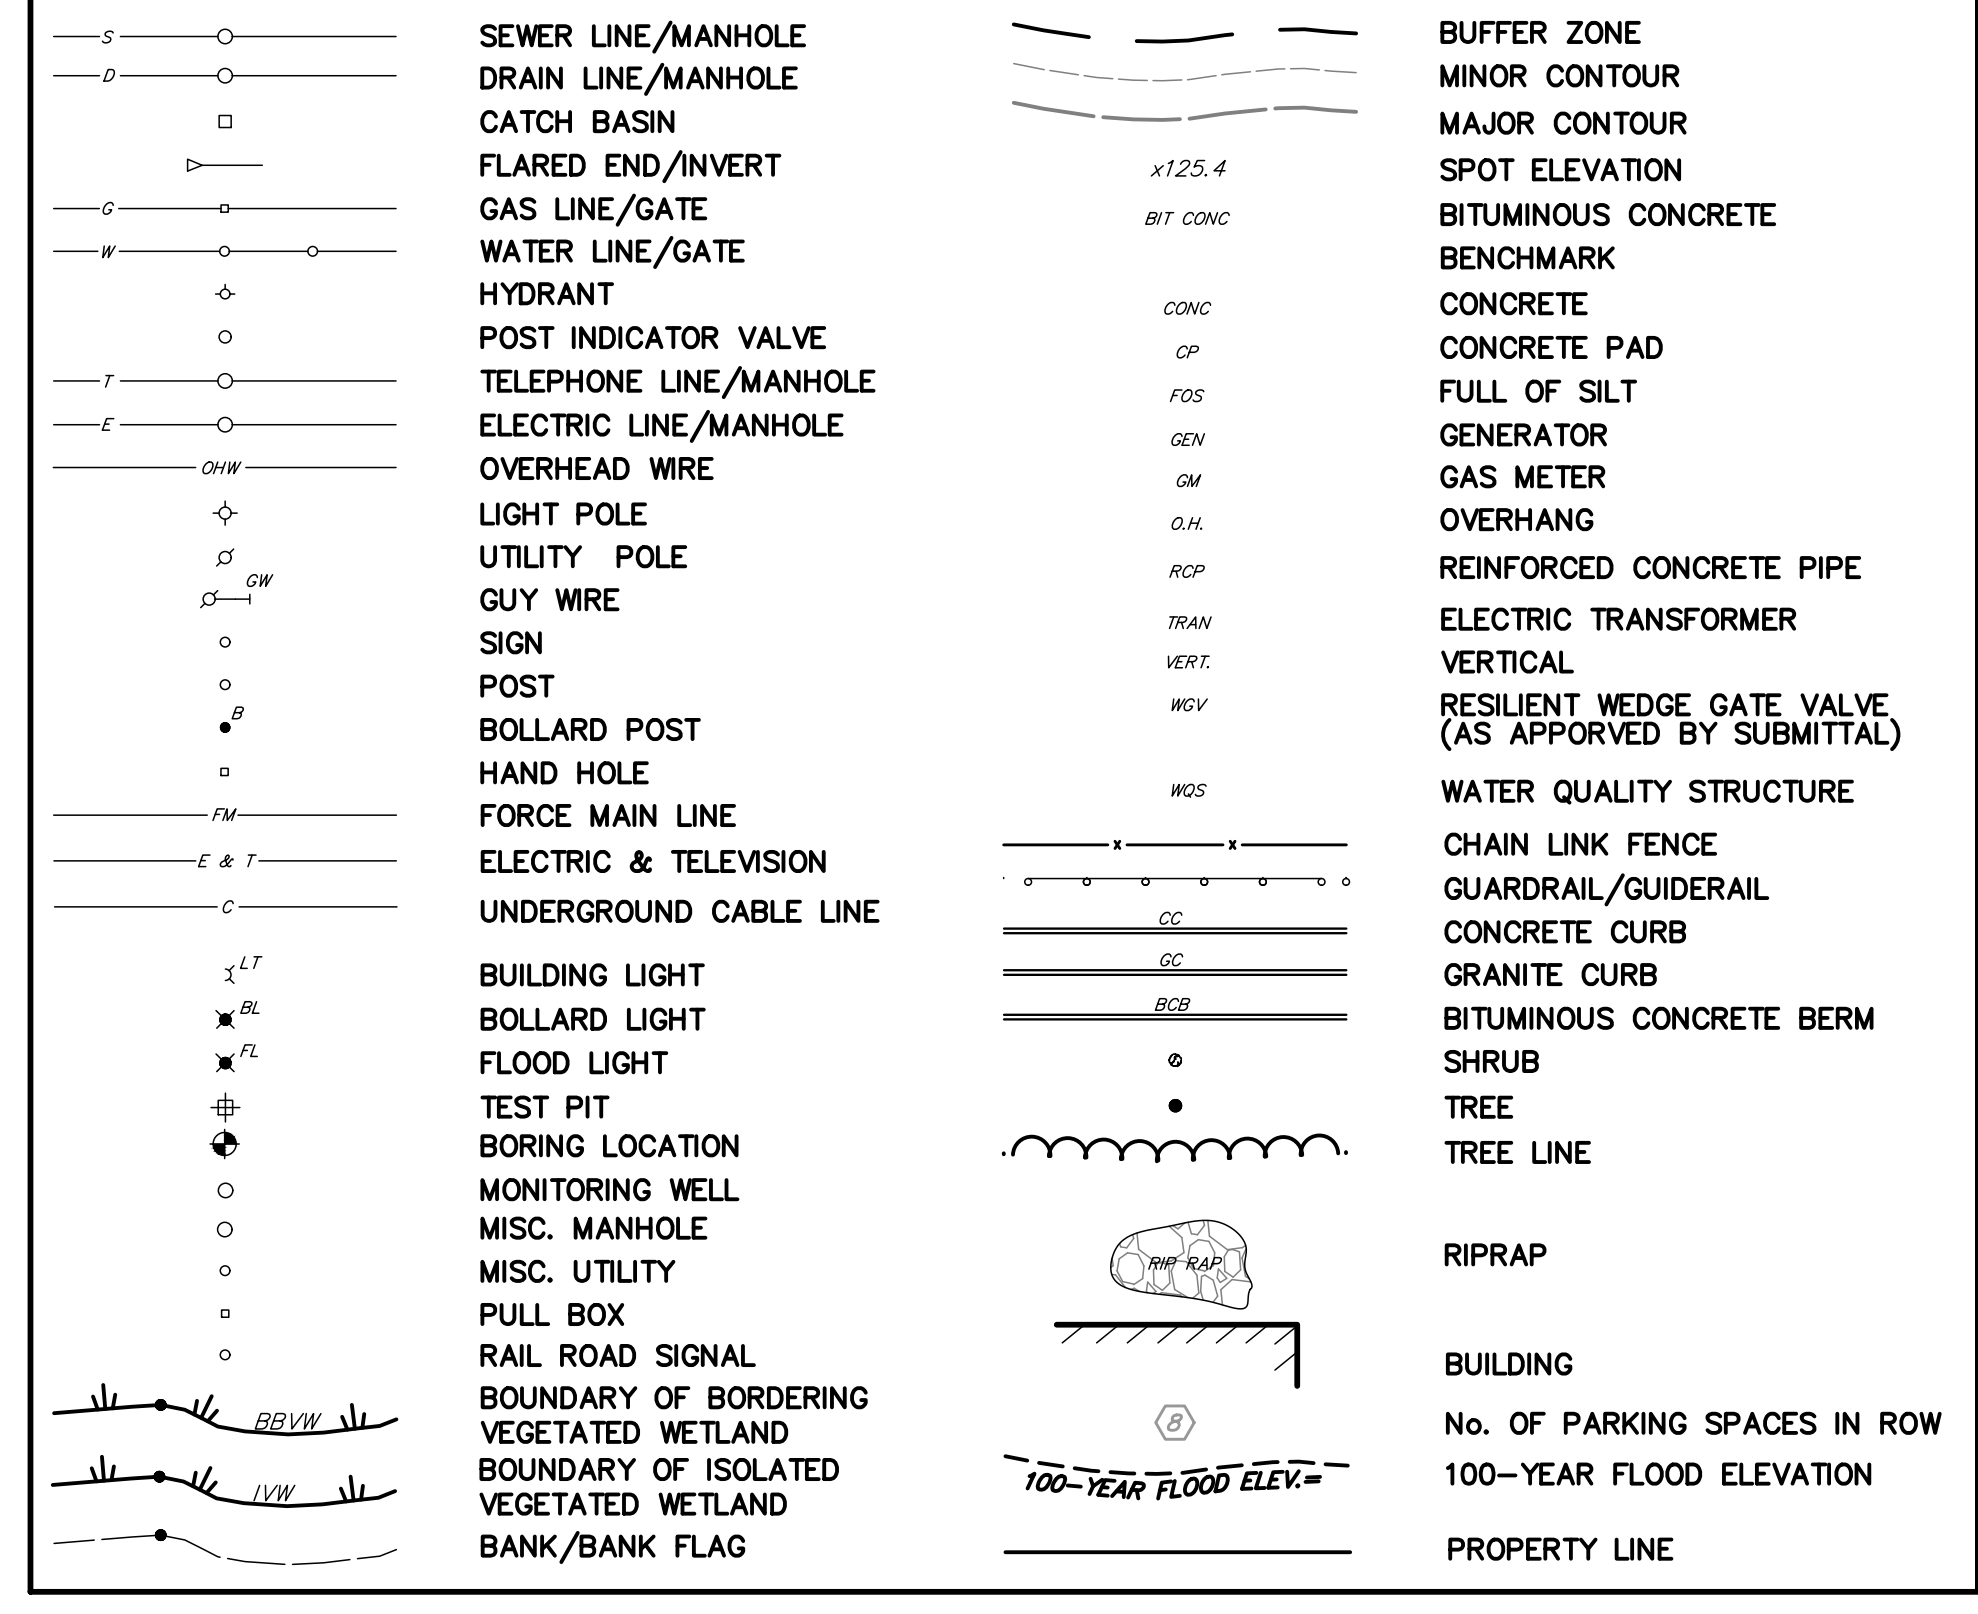 S SEWER LINE/MANHOLE
D DRAIN LINE/MANHOLE
CATCH BASIN
FLARED END/INVERT
G GAS LINE/GATE
W WATER LINE/GATE
HYDRANT
POST INDICATOR VALVE
T TELEPHONE LINE/MANHOLE
E ELECTRIC LINE/MANHOLE
OHW OVERHEAD WIRE
LIGHT POLE
UTILITY POLE
GW GUY WIRE
SIGN
POST
B BOLLARD POST
HAND HOLE
FM FORCE MAIN LINE
E & T ELECTRIC & TELEVISION
C UNDERGROUND CABLE LINE
LT BUILDING LIGHT
BL BOLLARD LIGHT
FL FLOOD LIGHT
TEST PIT
BORING LOCATION
MONITORING WELL
MISC. MANHOLE
MISC. UTILITY
PULL BOX
RAIL ROAD SIGNAL
BBVW BOUNDARY OF BORDERING
VEGETATED WETLAND
IVW BOUNDARY OF ISOLATED
VEGETATED WETLAND
BANK/BANK FLAG
BUFFER ZONE
MINOR CONTOUR
MAJOR CONTOUR
x125.4 SPOT ELEVATION
BIT CONC BITUMINOUS CONCRETE
BENCHMARK
CONC CONCRETE
CP CONCRETE PAD
FOS FULL OF SILT
GEN GENERATOR
GM GAS METER
O.H. OVERHANG
RCP REINFORCED CONCRETE PIPE
TRAN ELECTRIC TRANSFORMER
VERT. VERTICAL
WGV RESILIENT WEDGE GATE VALVE
(AS APPORVED BY SUBMITTAL)
WQS WATER QUALITY STRUCTURE
x x CHAIN LINK FENCE
GUARDRAIL/GUIDERAIL
CC CONCRETE CURB
GC GRANITE CURB
BCB BITUMINOUS CONCRETE BERM
SHRUB
TREE
TREE LINE
RIP RAP RIPRAP
BUILDING
8 No. OF PARKING SPACES IN ROW
100-YEAR FLOOD ELEV.= 100-YEAR FLOOD ELEVATION
PROPERTY LINE